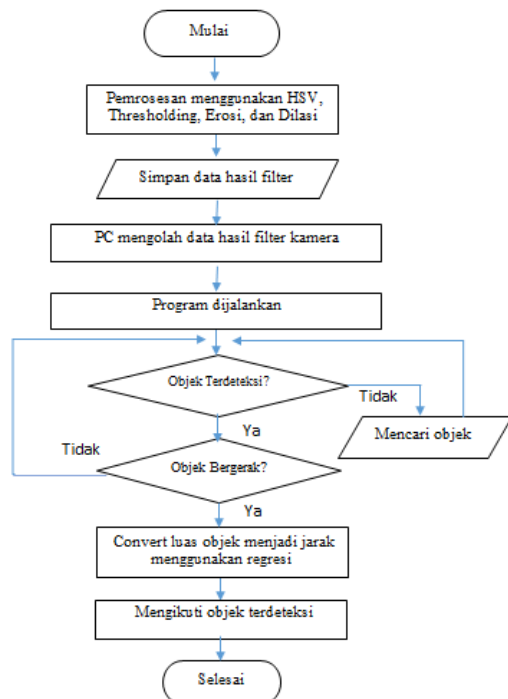 Mulai
Pemrosesan menggunakan HSV,
Thresholding, Erosi, dan Dilasi
Simpan data hasil filter
PC mengolah data hasil filter kamera
Program dijalankan
Objek Terdeteksi?
Tidak
Mencari objek
Ya
Tidak
Objek Bergerak?
Ya
Convert luas objek menjadi jarak
menggunakan regresi
Mengikuti objek terdeteksi
Selesai